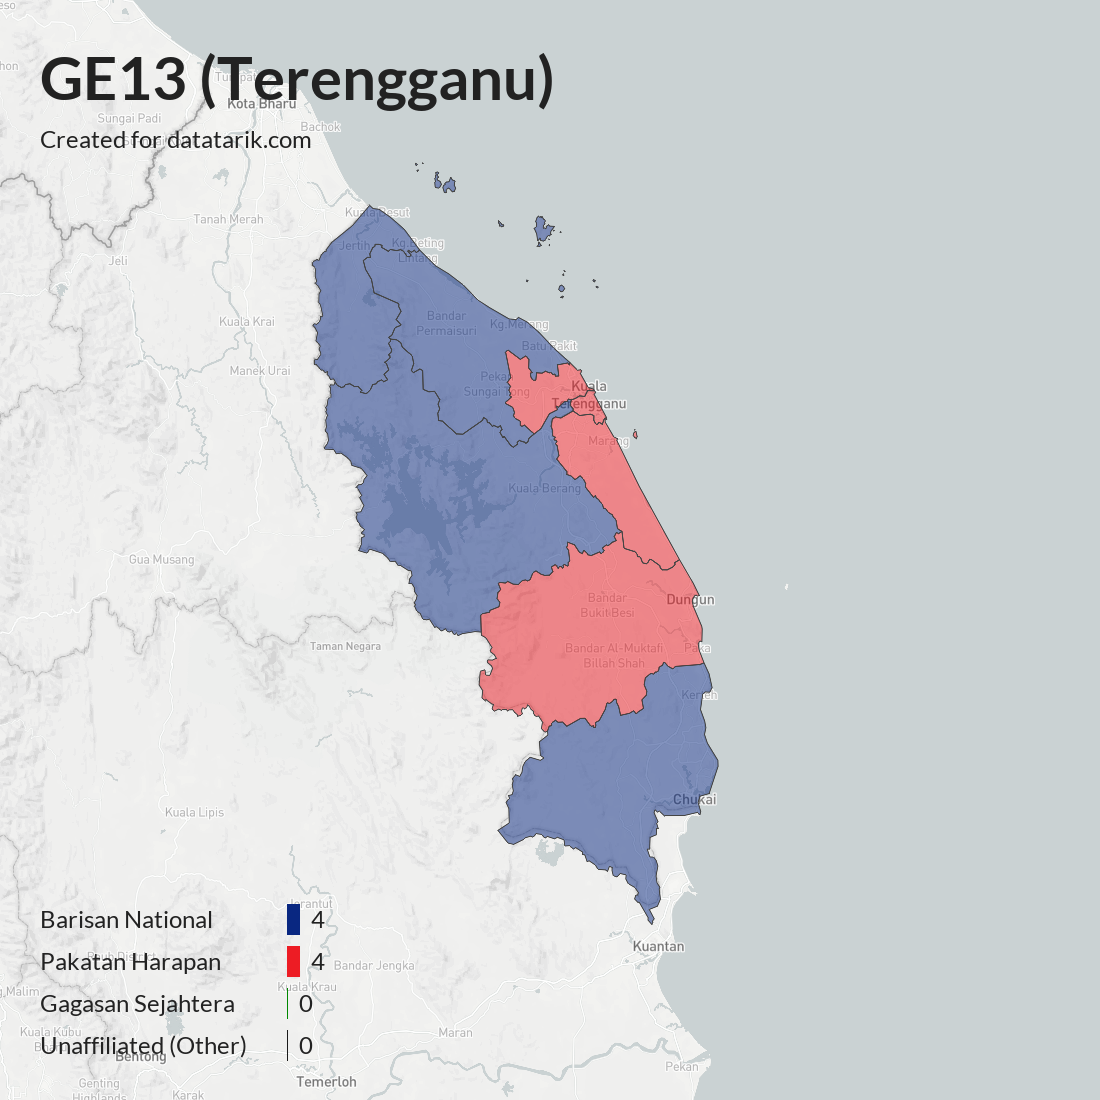 GE13 (Terengganu)
Kota Bharu
Sungai Padi
Bachok
Created for datatarik.com
Tanah Merah
Kuala Besut
Jertih
Kg.Beting
Lintang
Jeli
Kuala Krai
Bandar
Permaisuri
Kg.Merang
Batu Rakit
Manek Urai
Pekan
Sungai Tong
Kuala
Terengganu
Marang
Kuala Berang
Gua Musang
Bandar
Bukit Besi
Dungun
Taman Negara
Bandar Al-Muktafi
Billah Shah
Paka
Kerteh
Chukai
Kuala Lipis
Jerantut
Barisan National 4
Kuantan
Pakatan Harapan 4
Bandar Jengka
Kuala Krau
Gagasan Sejahtera 0
Kuala Kubu
Maran
Unaffiliated (Other) 0
Bentong
Pekan
Temerloh
Genting
Highlands
Karak